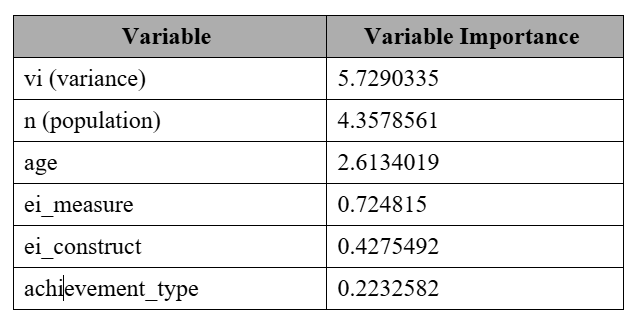 Variable Variable Importance
vi (variance) 5.7290335
n (population) 4.3578561
age 2.6134019
ei_measure 0.724815
ei_construct 0.4275492
achievement_type 0.2232582